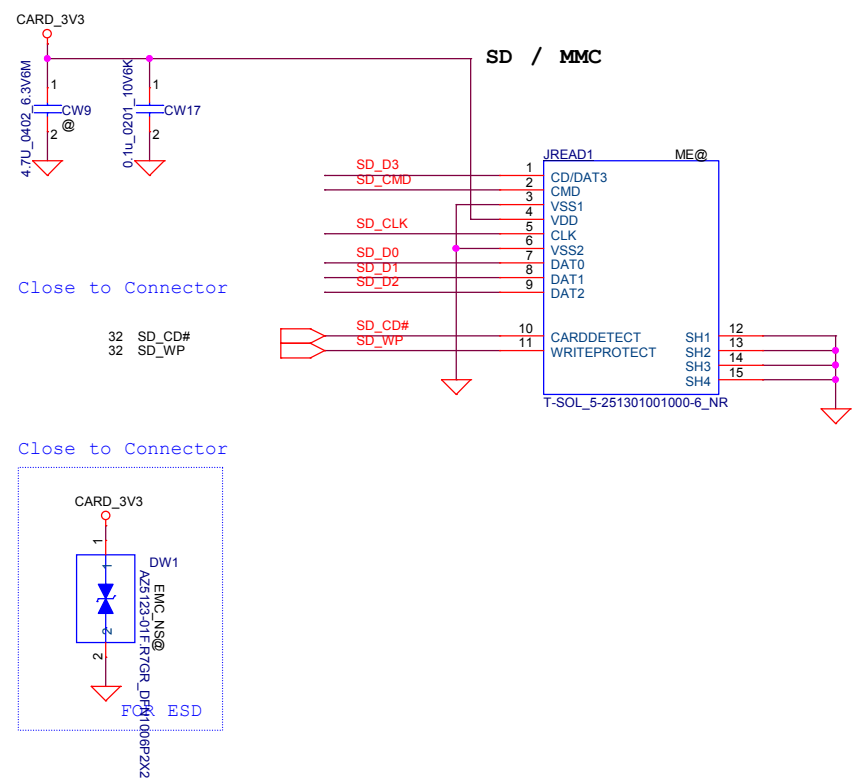 CARD_3V3
SD / MMC
1
CW9
@
2
4.7U_0402_6.3V6M
1
CW17
2
0.1u_0201_10V6K
JREAD1
ME@
SD_D3 1 CD/DAT3
SD_CMD 2 CMD
3 VSS1
4 VDD
SD_CLK 5 CLK
6 VSS2
SD_D0 7 DAT0
SD_D1 8 DAT1
SD_D2 9 DAT2
SD_CD# 10 CARDDETECT SH1 12
SD_WP 11 WRITEPROTECT SH2 13
SH3 14
SH4 15
T-SOL_5-251301001000-6_NR
Close to Connector
32 SD_CD#
32 SD_WP
Close to Connector
CARD_3V3
1
1
DW1
EMC_NS@
AZ5123-01F.R7GR_DFN1006P2X2
2
2
FOR ESD